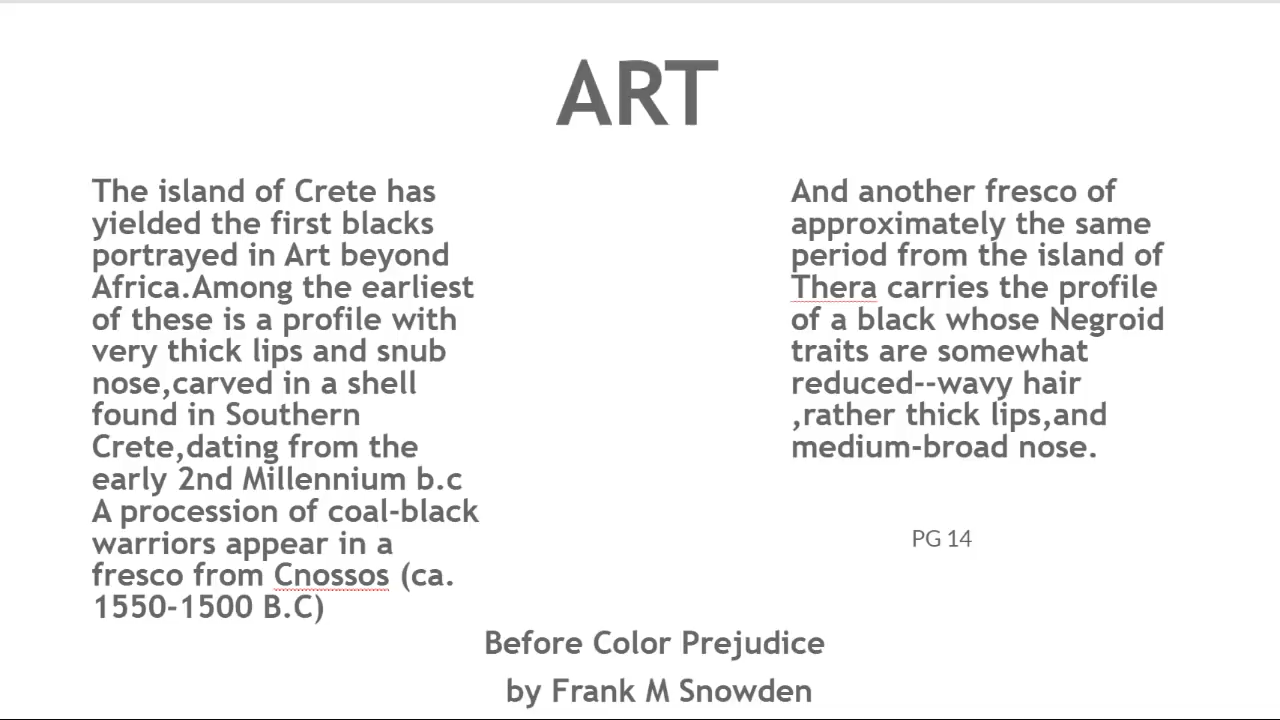 ART
The island of Crete has
yielded the first blacks
portrayed in Art beyond
Africa.Among the earliest
of these is a profile with
very thick lips and snub
nose,carved in a shell
found in Southern
Crete,dating from the
early 2nd Millennium b.c
A procession of coal-black
warriors appear in a
fresco from Cnossos (ca.
1550-1500 B.C)
And another fresco of
approximately the same
period from the island of
Thera carries the profile
of a black whose Negroid
traits are somewhat
reduced--wavy hair
,rather thick lips,and
medium-broad nose.
PG 14
Before Color Prejudice
by Frank M Snowden